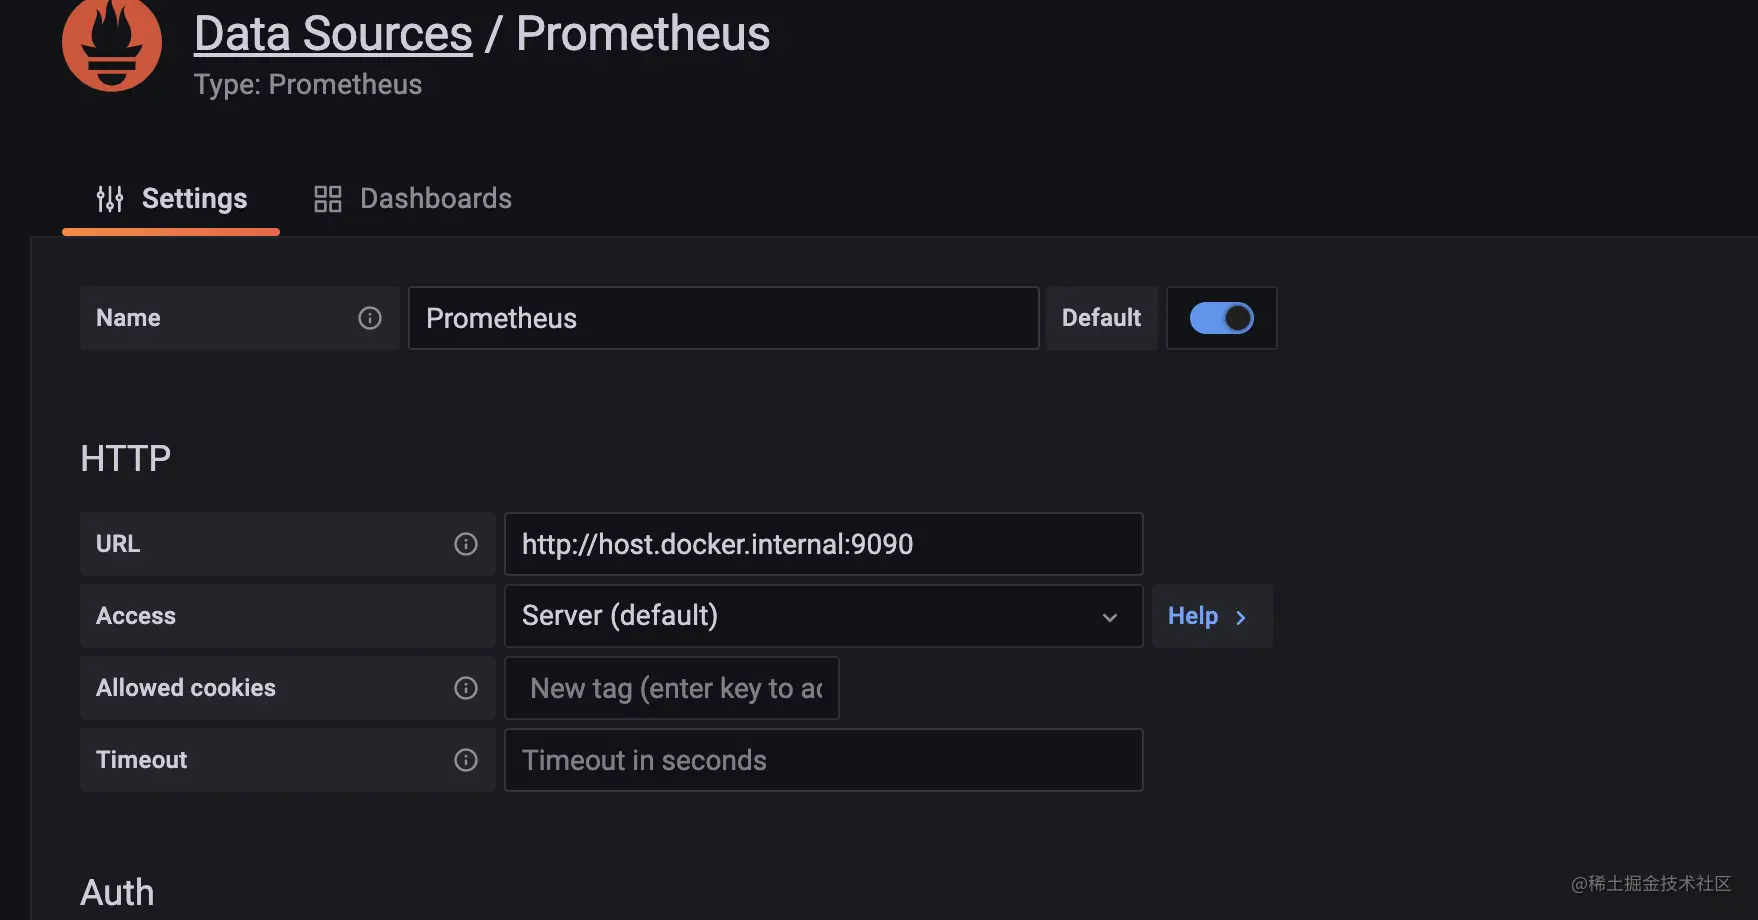 Data Sources / Prometheus
Type: Prometheus
Settings Dashboards
Name Prometheus Default
HTTP
URL http://host.docker.internal:9090
Access Server (default) Help
Allowed cookies New tag (enter key to ac
Timeout Timeout in seconds
Auth
@稀土掘金技术社区